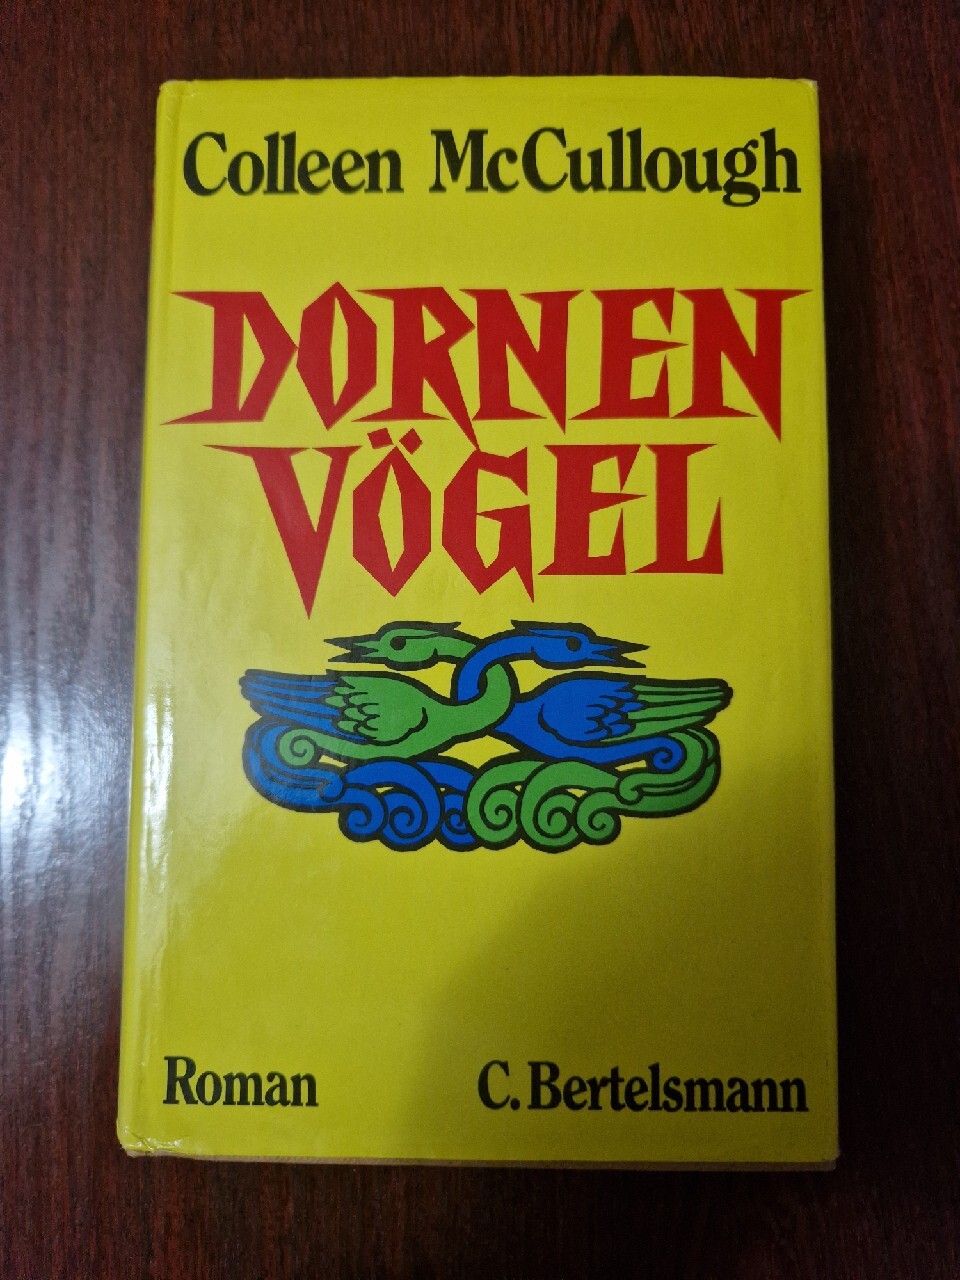 Colleen McCullough
DORNEN
VÖGEL
Roman
C. Bertelsmann